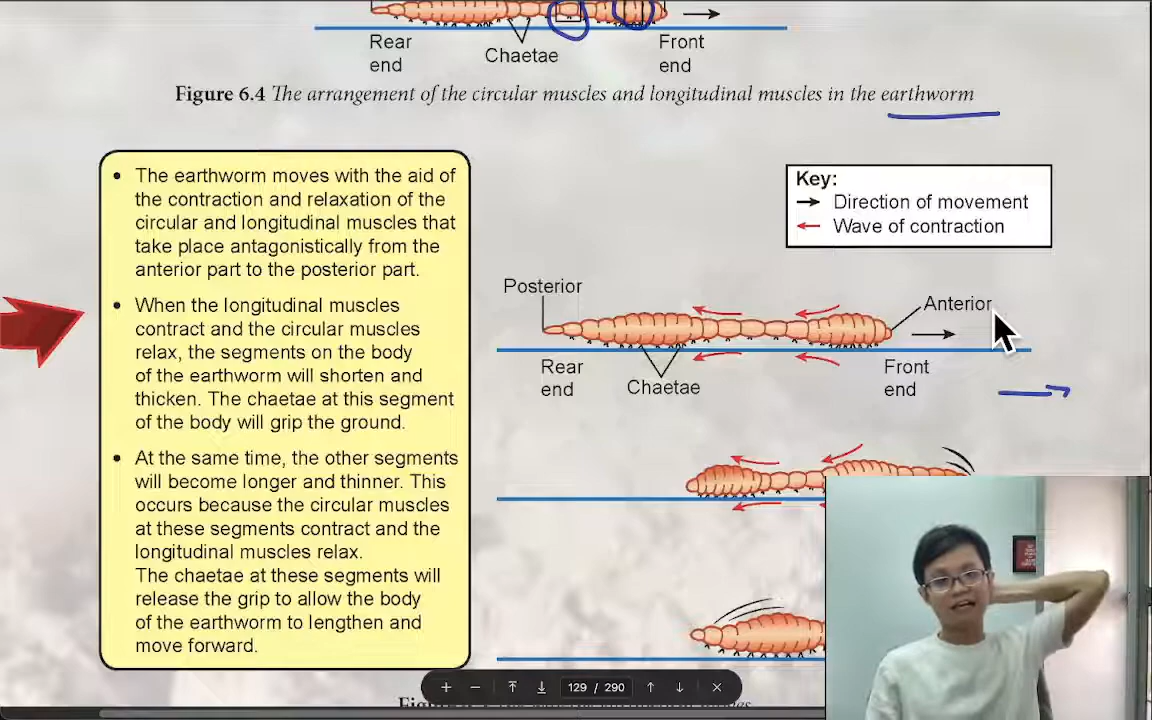 Rear
end
Chaetae
Front
end
Figure 6.4 The arrangement of the circular muscles and longitudinal muscles in the earthworm
• The earthworm moves with the aid of
the contraction and relaxation of the
circular and longitudinal muscles that
take place antagonistically from the
anterior part to the posterior part.
• When the longitudinal muscles
contract and the circular muscles
relax, the segments on the body
of the earthworm will shorten and
thicken. The chaetae at this segment
of the body will grip the ground.
• At the same time, the other segments
will become longer and thinner. This
occurs because the circular muscles
at these segments contract and the
longitudinal muscles relax.
The chaetae at these segments will
release the grip to allow the body
of the earthworm to lengthen and
move forward.
Key:
Direction of movement
Wave of contraction
Posterior
Anterior
Rear
end
Chaetae
Front
end
129 / 290